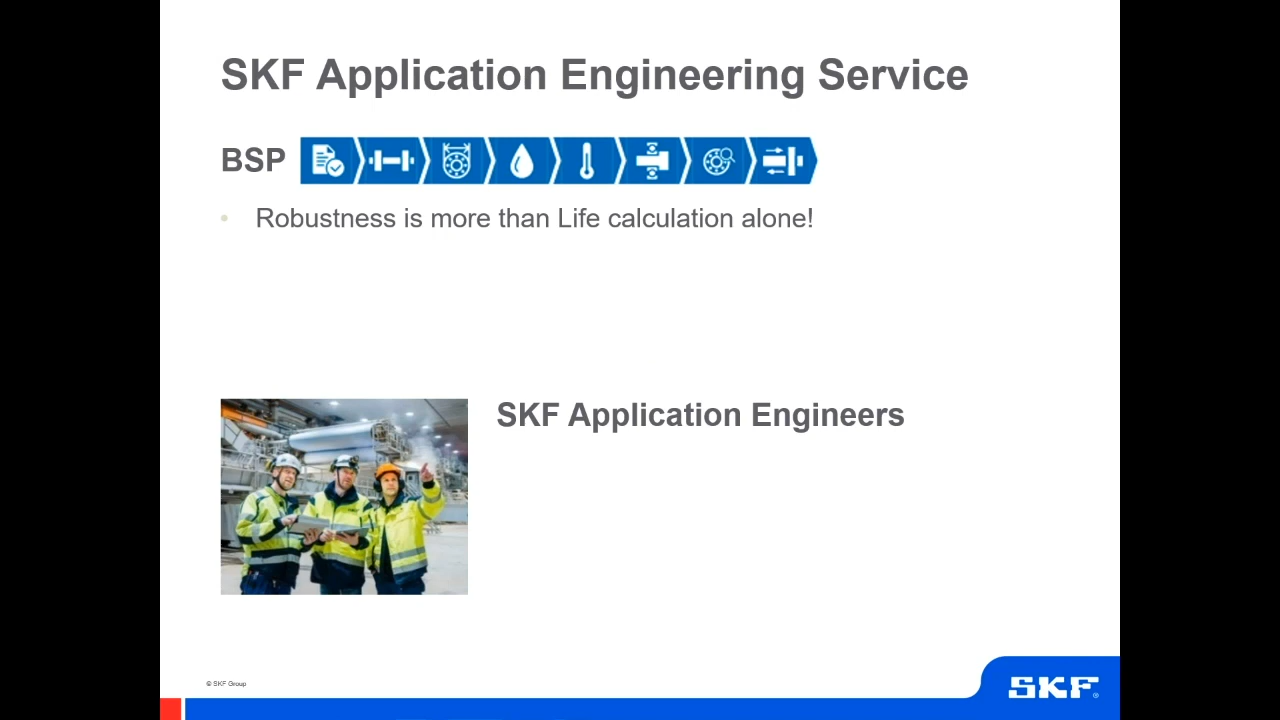 SKF Application Engineering Service
BSP
• Robustness is more than Life calculation alone!
SKF Application Engineers
© SKF Group
SKF®